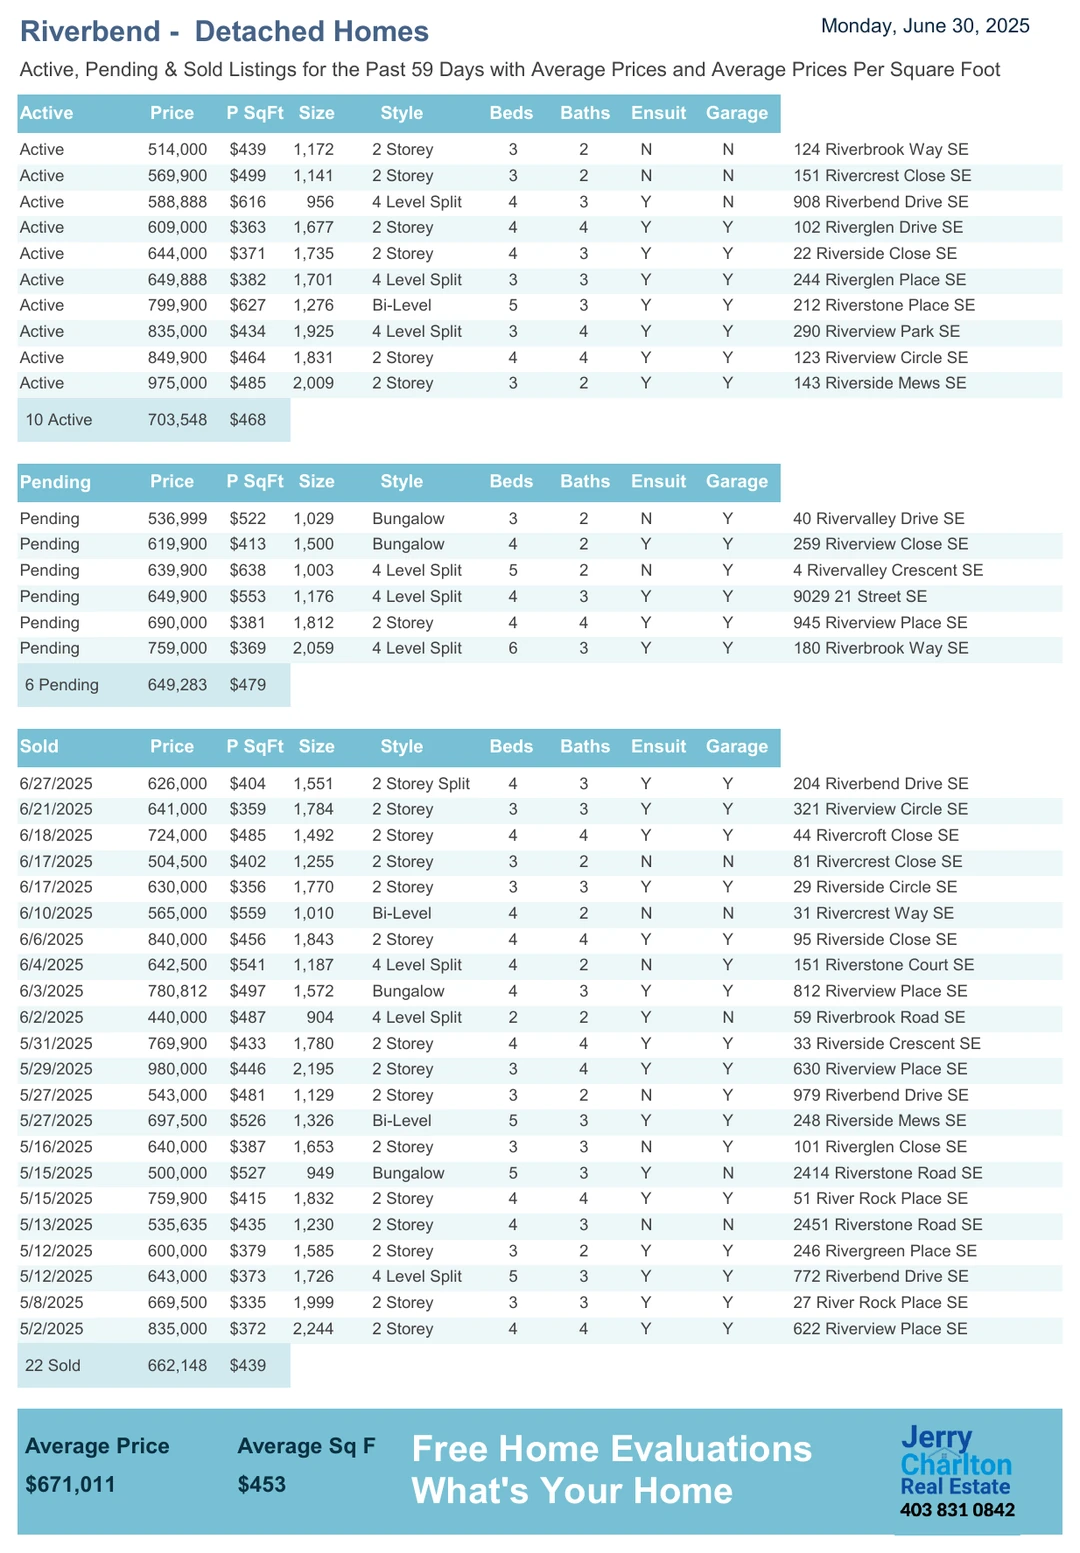 Riverbend - Detached Homes
Monday, June 30, 2025
Active, Pending & Sold Listings for the Past 59 Days with Average Prices and Average Prices Per Square Foot
Active Price P SqFt Size Style Beds Baths Ensuit Garage
Active 514,000 $439 1,172 2 Storey 3 2 N N 124 Riverbrook Way SE
Active 569,900 $499 1,141 2 Storey 3 2 N N 151 Rivercrest Close SE
Active 588,888 $616 956 4 Level Split 4 3 Y N 908 Riverbend Drive SE
Active 609,000 $363 1,677 2 Storey 4 4 Y Y 102 Riverglen Drive SE
Active 644,000 $371 1,735 2 Storey 4 3 Y Y 22 Riverside Close SE
Active 649,888 $382 1,701 4 Level Split 3 3 Y Y 244 Riverglen Place SE
Active 799,900 $627 1,276 Bi-Level 5 3 Y Y 212 Riverstone Place SE
Active 835,000 $434 1,925 4 Level Split 3 4 Y Y 290 Riverview Park SE
Active 849,900 $464 1,831 2 Storey 4 4 Y Y 123 Riverview Circle SE
Active 975,000 $485 2,009 2 Storey 3 2 Y Y 143 Riverside Mews SE
10 Active 703,548 $468
Pending Price P SqFt Size Style Beds Baths Ensuit Garage
Pending 536,999 $522 1,029 Bungalow 3 2 N Y 40 Rivervalley Drive SE
Pending 619,900 $413 1,500 Bungalow 4 2 Y Y 259 Riverview Close SE
Pending 639,900 $638 1,003 4 Level Split 5 2 N Y 4 Rivervalley Crescent SE
Pending 649,900 $553 1,176 4 Level Split 4 3 Y Y 9029 21 Street SE
Pending 690,000 $381 1,812 2 Storey 4 4 Y Y 945 Riverview Place SE
Pending 759,000 $369 2,059 4 Level Split 6 3 Y Y 180 Riverbrook Way SE
6 Pending 649,283 $479
Sold Price P SqFt Size Style Beds Baths Ensuit Garage
6/27/2025 626,000 $404 1,551 2 Storey Split 4 3 Y Y 204 Riverbend Drive SE
6/21/2025 641,000 $359 1,784 2 Storey 3 3 Y Y 321 Riverview Circle SE
6/18/2025 724,000 $485 1,492 2 Storey 4 4 Y Y 44 Rivercroft Close SE
6/17/2025 504,500 $402 1,255 2 Storey 3 2 N N 81 Rivercrest Close SE
6/17/2025 630,000 $356 1,770 2 Storey 3 3 Y Y 29 Riverside Circle SE
6/10/2025 565,000 $559 1,010 Bi-Level 4 2 N N 31 Rivercrest Way SE
6/6/2025 840,000 $456 1,843 2 Storey 4 4 Y Y 95 Riverside Close SE
6/4/2025 642,500 $541 1,187 4 Level Split 4 2 N Y 151 Riverstone Court SE
6/3/2025 780,812 $497 1,572 Bungalow 4 3 Y Y 812 Riverview Place SE
6/2/2025 440,000 $487 904 4 Level Split 2 2 Y N 59 Riverbrook Road SE
5/31/2025 769,900 $433 1,780 2 Storey 4 4 Y Y 33 Riverside Crescent SE
5/29/2025 980,000 $446 2,195 2 Storey 3 4 Y Y 630 Riverview Place SE
5/27/2025 543,000 $481 1,129 2 Storey 3 2 N Y 979 Riverbend Drive SE
5/27/2025 697,500 $526 1,326 Bi-Level 5 3 Y Y 248 Riverside Mews SE
5/16/2025 640,000 $387 1,653 2 Storey 3 3 N Y 101 Riverglen Close SE
5/15/2025 500,000 $527 949 Bungalow 5 3 Y N 2414 Riverstone Road SE
5/15/2025 759,900 $415 1,832 2 Storey 4 4 Y Y 51 River Rock Place SE
5/13/2025 535,635 $435 1,230 2 Storey 4 3 N N 2451 Riverstone Road SE
5/12/2025 600,000 $379 1,585 2 Storey 3 2 Y Y 246 Rivergreen Place SE
5/12/2025 643,000 $373 1,726 4 Level Split 5 3 Y Y 772 Riverbend Drive SE
5/8/2025 669,500 $335 1,999 2 Storey 3 3 Y Y 27 River Rock Place SE
5/2/2025 835,000 $372 2,244 2 Storey 4 4 Y Y 622 Riverview Place SE
22 Sold 662,148 $439
Average Price Average Sq F
$671,011 $453
Free Home Evaluations
What's Your Home
Jerry
Charlton
Real Estate
403 831 0842